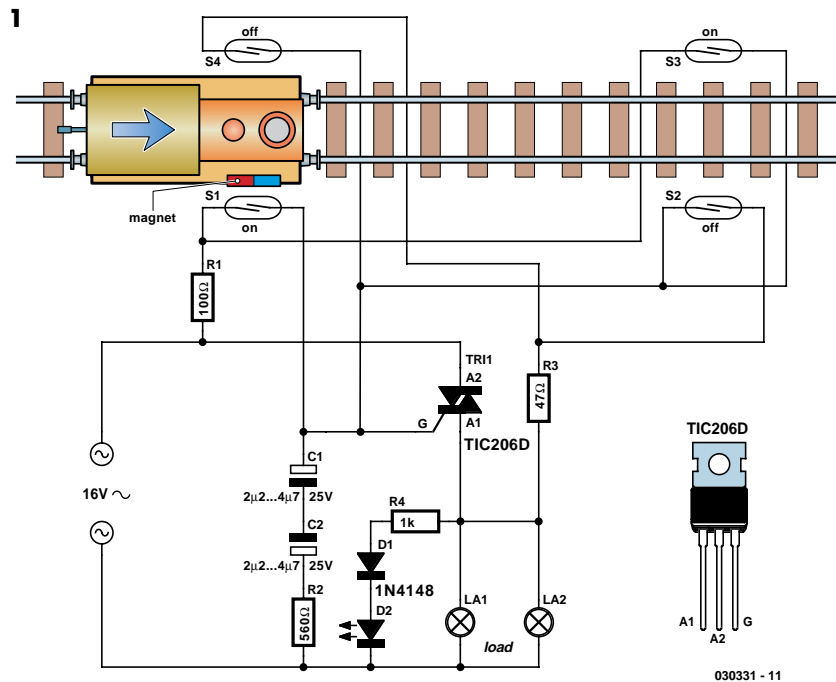 1
off
S4
on
S3
magnet
S1
on
S2
off
R1
100Ω
TRI1
A2
R3
47Ω
G
A1
TIC206D
TIC206D
C1
2µ2...4µ7 25V
16V
R4
1k
C2
2µ2...4µ7 25V
D1
1N4148
R2
560Ω
D2
LA1
LA2
load
A1
A2
G
030331 - 11